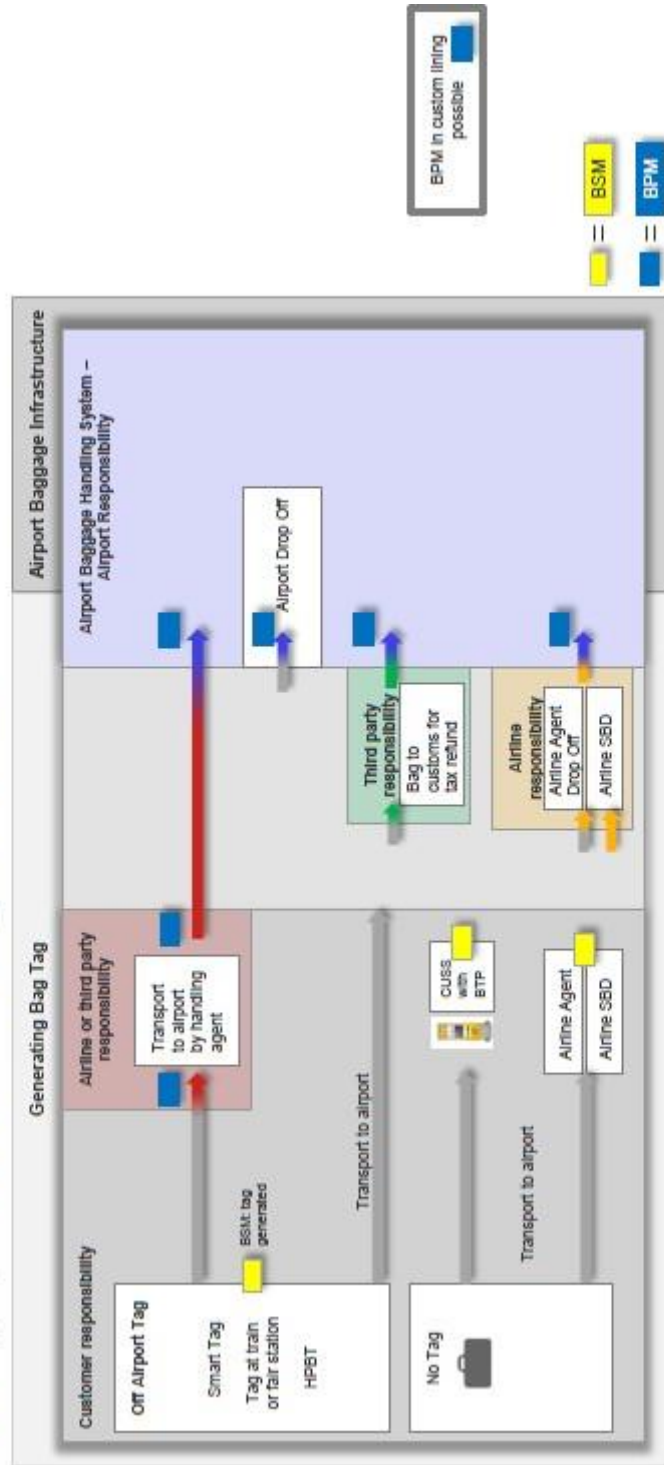 Generating Bag Tag
Airport Baggage Infrastructure
Customer responsibility
Airline or third party
responsibility
Airport Baggage Handling System –
Airport Responsibility
Off Airport Tag
Smart Tag
Tag at train
or fair station
HPBT
BSM: tag
generated
Transport
to airport
by handling
agent
Airport Drop Off
Transport to airport
Third party
responsibility
Bag to
customs for
tax refund
No Tag
CUSS
with
BTP
Transport to airport
Airline Agent
Airline SBD
Airline
responsibility
Airline Agent
Drop Off
Airline SBD
BPM in custom lining
possible
= BSM
= BPM